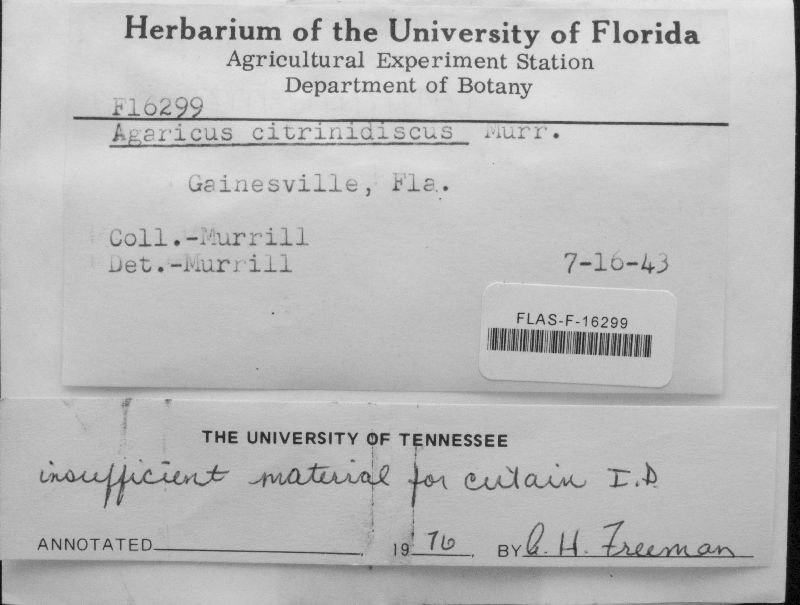 Herbarium of the University of Florida
Agricultural Experiment Station
Department of Botany
F16299
Agaricus citrinidiscus Murr.
Gainesville, Fla.
Coll.-Murrill
Det.-Murrill 7-16-43
FLAS-F-16299
THE UNIVERSITY OF TENNESSEE
insufficient material for certain I.D.
ANNOTATED 1976 BY A. H. Freeman